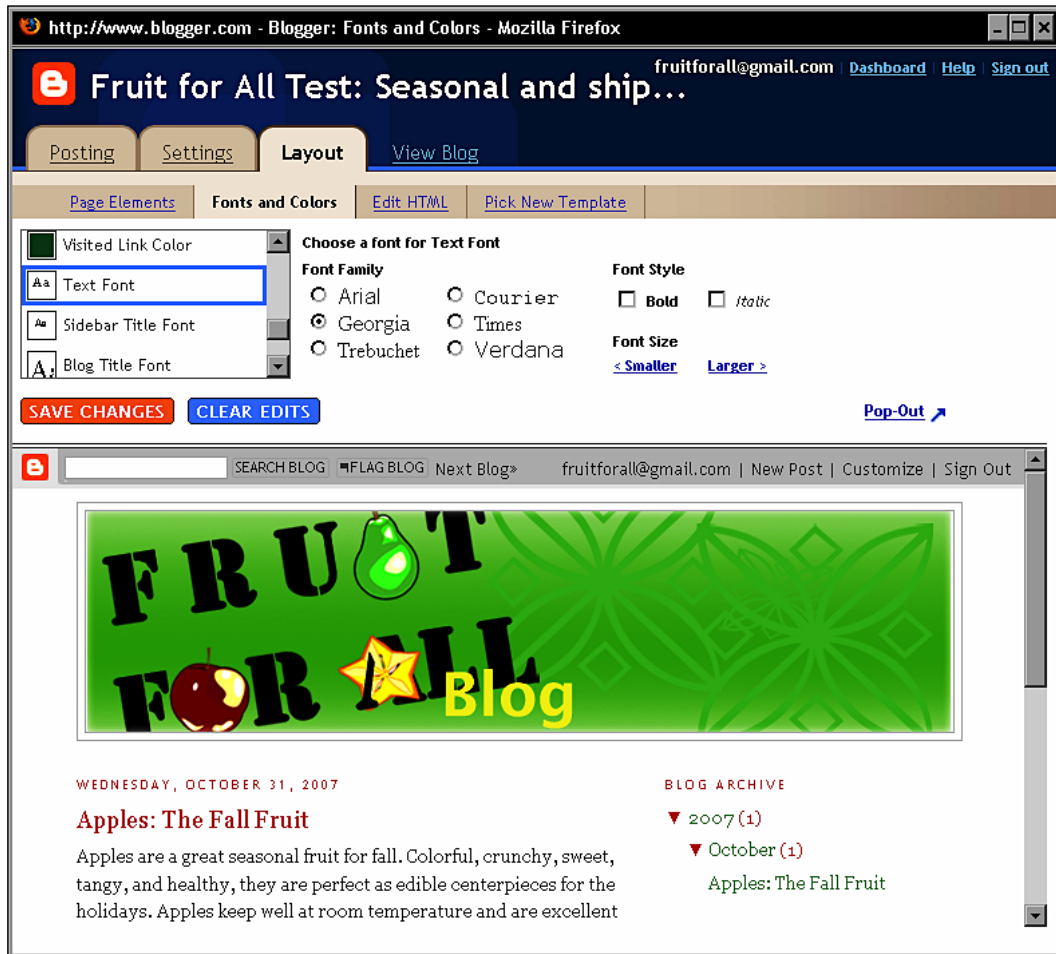 http://www.blogger.com - Blogger: Fonts and Colors - Mozilla Firefox
fruitforall@gmail.com | Dashboard | Help | Sign out
Fruit for All Test: Seasonal and ship...
Posting Settings Layout View Blog
Page Elements Fonts and Colors Edit HTML Pick New Template
Visited Link Color
Aa Text Font
Aa Sidebar Title Font
A Blog Title Font
Choose a font for Text Font
Font Family
Arial Courier
Georgia Times
Trebuchet Verdana
Font Style
Bold Italic
Font Size
< Smaller Larger >
SAVE CHANGES CLEAR EDITS Pop-Out
SEARCH BLOG FLAG BLOG Next Blog» fruitforall@gmail.com | New Post | Customize | Sign Out
FRUIT
FOR ALL
Blog
WEDNESDAY, OCTOBER 31, 2007
Apples: The Fall Fruit
Apples are a great seasonal fruit for fall. Colorful, crunchy, sweet,
tangy, and healthy, they are perfect as edible centerpieces for the
holidays. Apples keep well at room temperature and are excellent
BLOG ARCHIVE
▼ 2007 (1)
▼ October (1)
Apples: The Fall Fruit